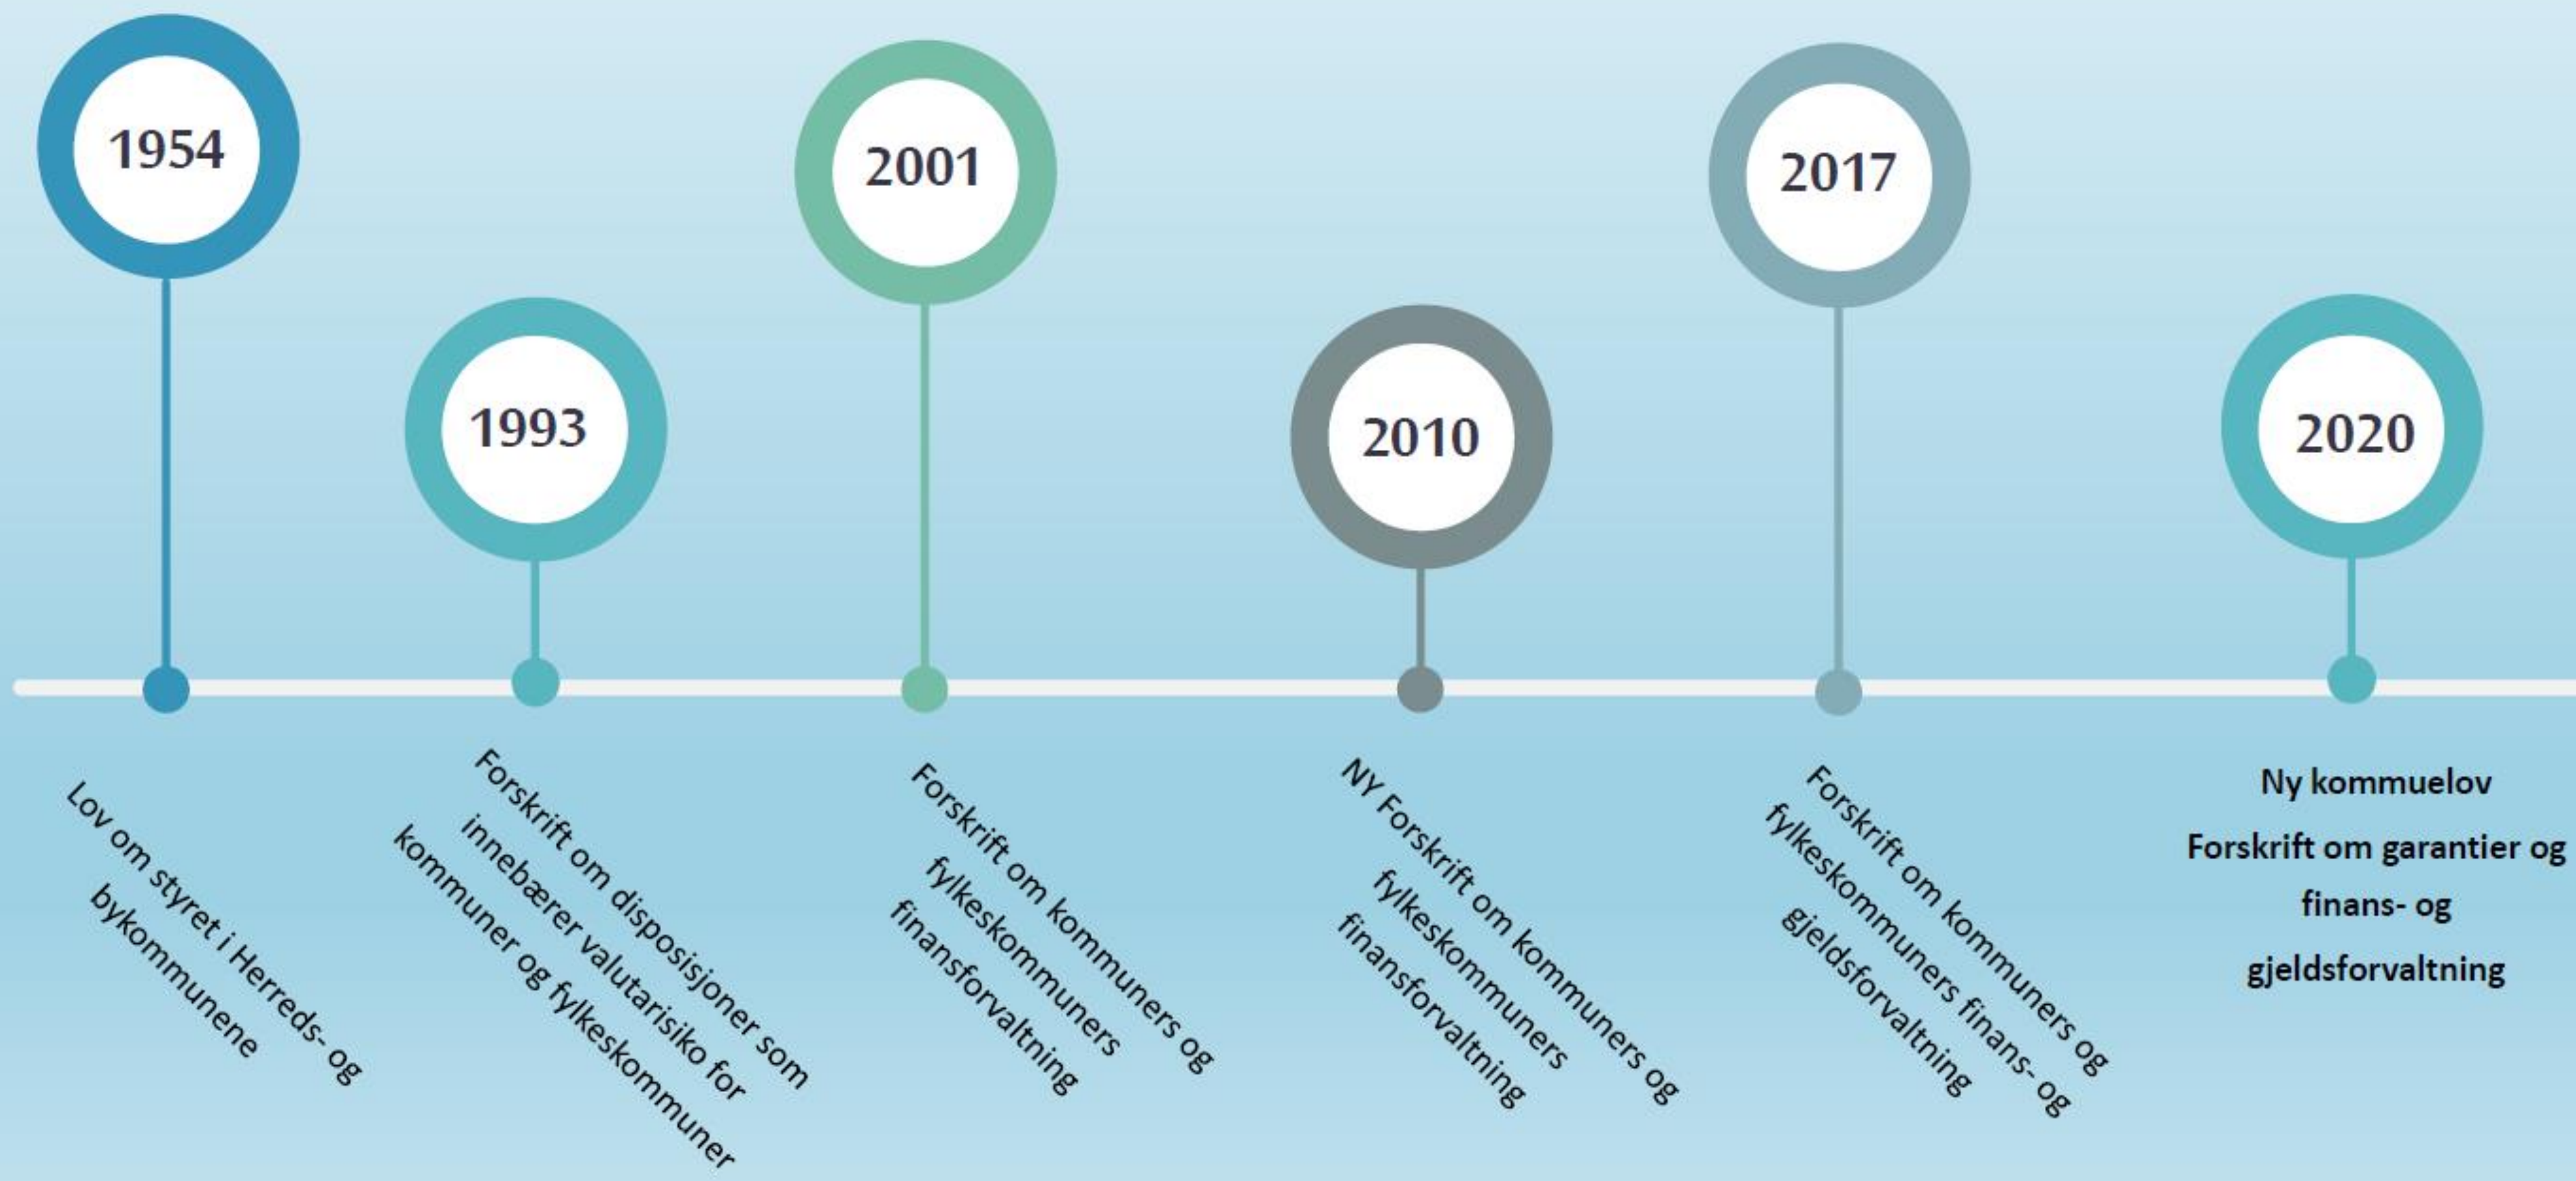 1954
Lov om styret i Herreds- og
bykommunene
1993
Forskrift om disposisjoner som
innebærer valutarisiko for
kommuner og fylkeskommuner
2001
Forskrift om kommuners og
fylkeskommuners
finansforvaltning
2010
NY Forskrift om kommuners og
fylkeskommuners
finansforvaltning
2017
Forskrift om kommuners og
fylkeskommuners finans- og
gjeldsforvaltning
2020
Ny kommuelov
Forskrift om garantier og
finans- og
gjeldsforvaltning